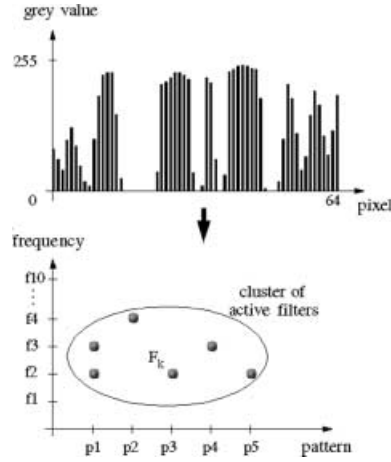 grey value
255
0
64
pixel
frequency
f10
f4
f3
f2
f1
cluster of
active filters
Fk
p1 p2 p3 p4 p5 pattern